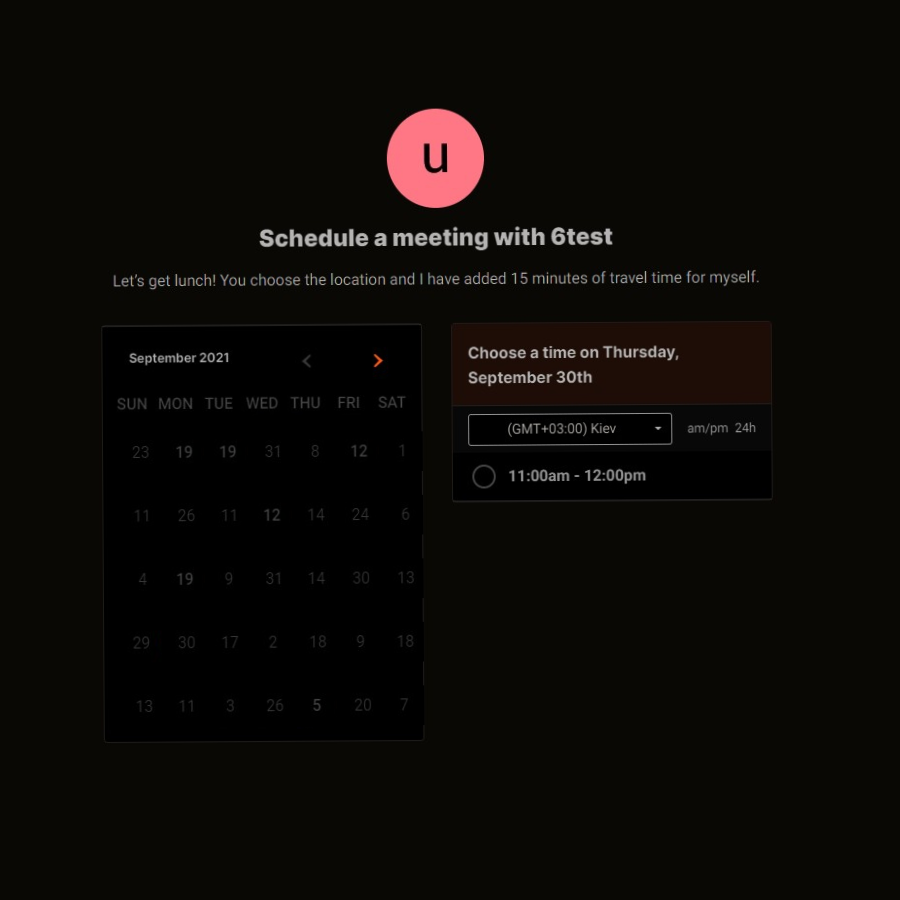 u
Schedule a meeting with 6test
Let's get lunch! You choose the location and I have added 15 minutes of travel time for myself.
September 2021
SUN MON TUE WED THU FRI SAT
23 19 19 31 8 12 1
11 26 11 12 14 24 6
4 19 9 31 14 30 13
29 30 17 2 18 9 18
13 11 3 26 5 20 7
Choose a time on Thursday,
September 30th
(GMT+03:00) Kiev am/pm 24h
11:00am - 12:00pm